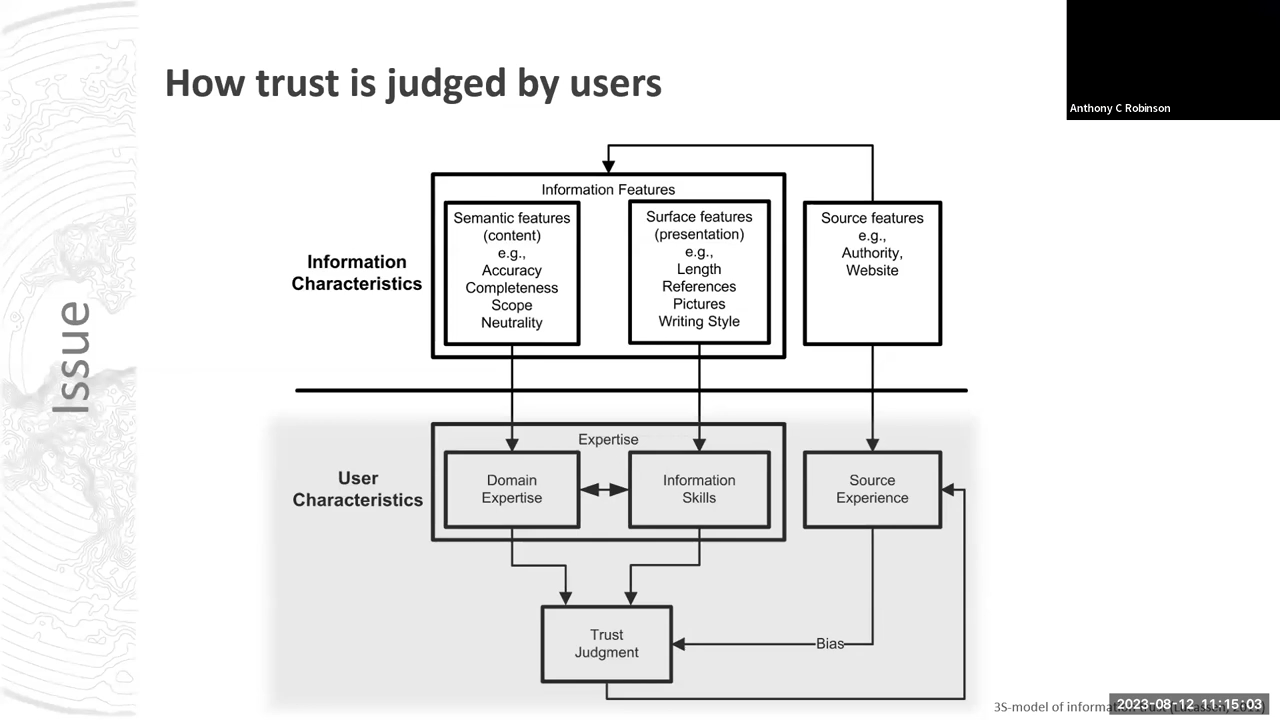 How trust is judged by users
Anthony C Robinson
Issue
Information
Characteristics
Information Features
Semantic features
(content)
e.g.,
Accuracy
Completeness
Scope
Neutrality
Surface features
(presentation)
e.g.,
Length
References
Pictures
Writing Style
Source features
e.g.,
Authority,
Website
User
Characteristics
Expertise
Domain
Expertise
Information
Skills
Source
Experience
Trust
Judgment
Bias
3S-model of information
2023-08-12 11:15:03